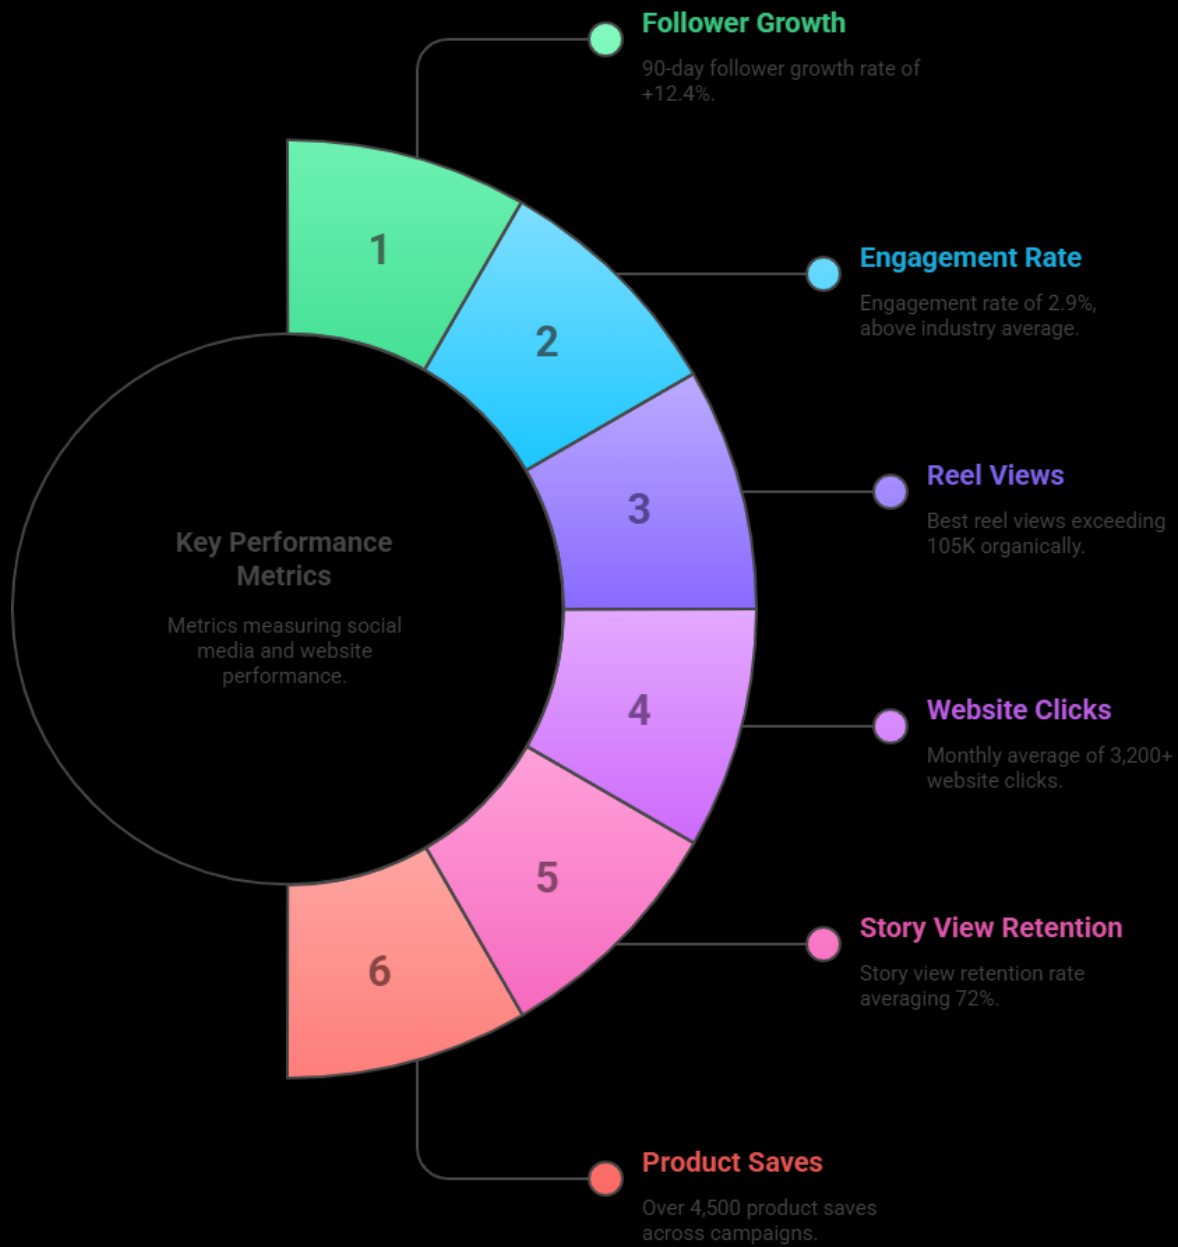 Follower Growth
90-day follower growth rate of
+12.4%.
1
Engagement Rate
Engagement rate of 2.9%,
above industry average.
2
Reel Views
Best reel views exceeding
105K organically.
3
Key Performance
Metrics
Metrics measuring social
media and website
performance.
4
Website Clicks
Monthly average of 3,200+
website clicks.
5
Story View Retention
Story view retention rate
averaging 72%.
6
Product Saves
Over 4,500 product saves
across campaigns.